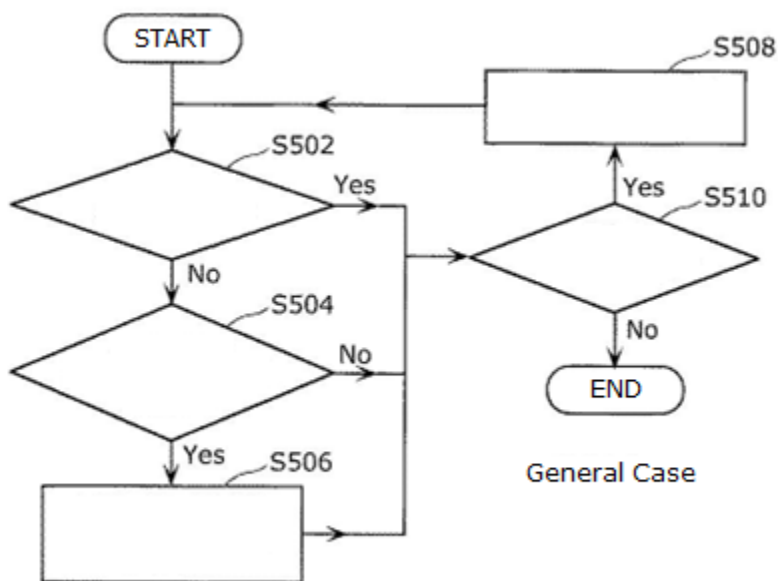 START
S508
S502
Yes
Yes
S510
No
S504
No
No
END
Yes
S506
General Case